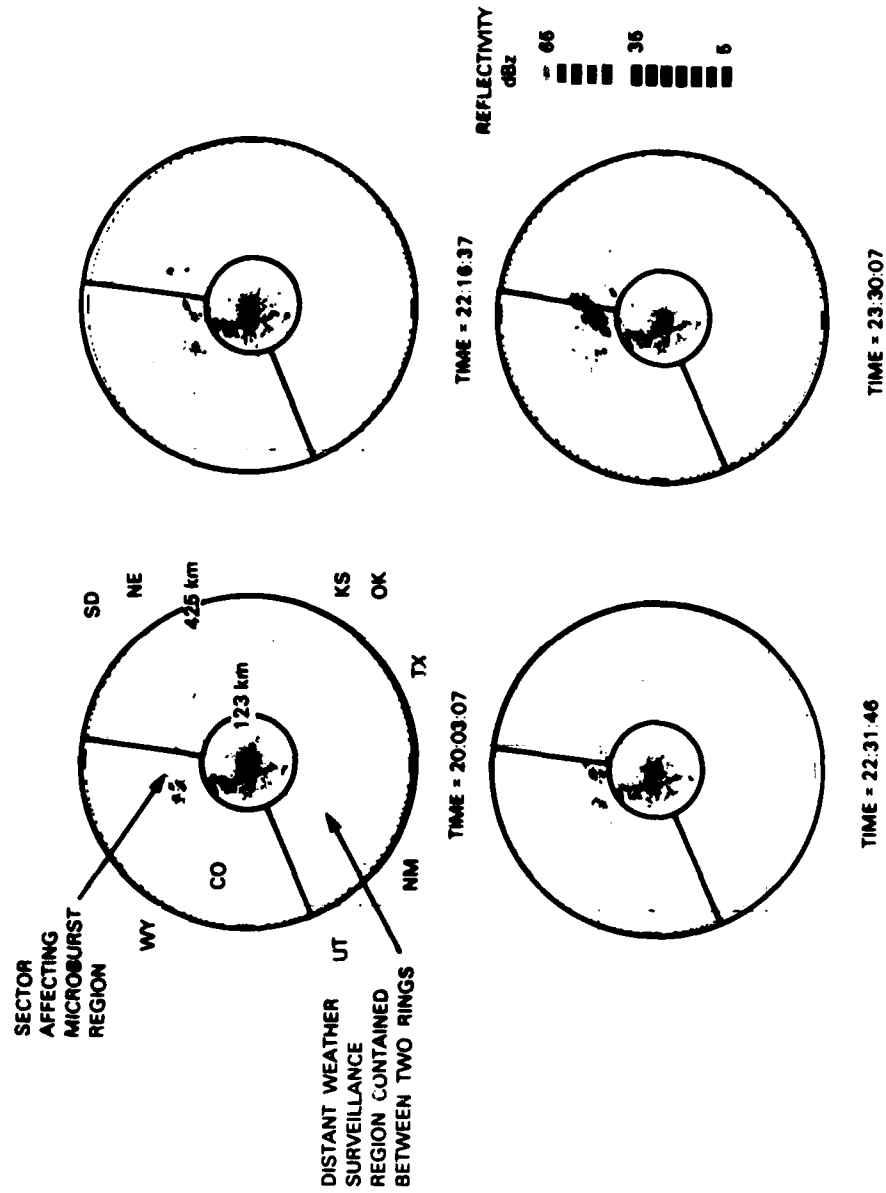 SECTOR
AFFECTING
MICROBURST
REGION
DISTANT WEATHER
SURVEILLANCE
REGION CONTAINED
BETWEEN TWO RINGS
WY
SD
NE
CO
425 km
123 km
UT
KS
OK
NM
TX
TIME = 20:03:07
TIME = 22:16:37
REFLECTIVITY
dBz
65
35
5
TIME = 22:31:46
TIME = 23:30:07